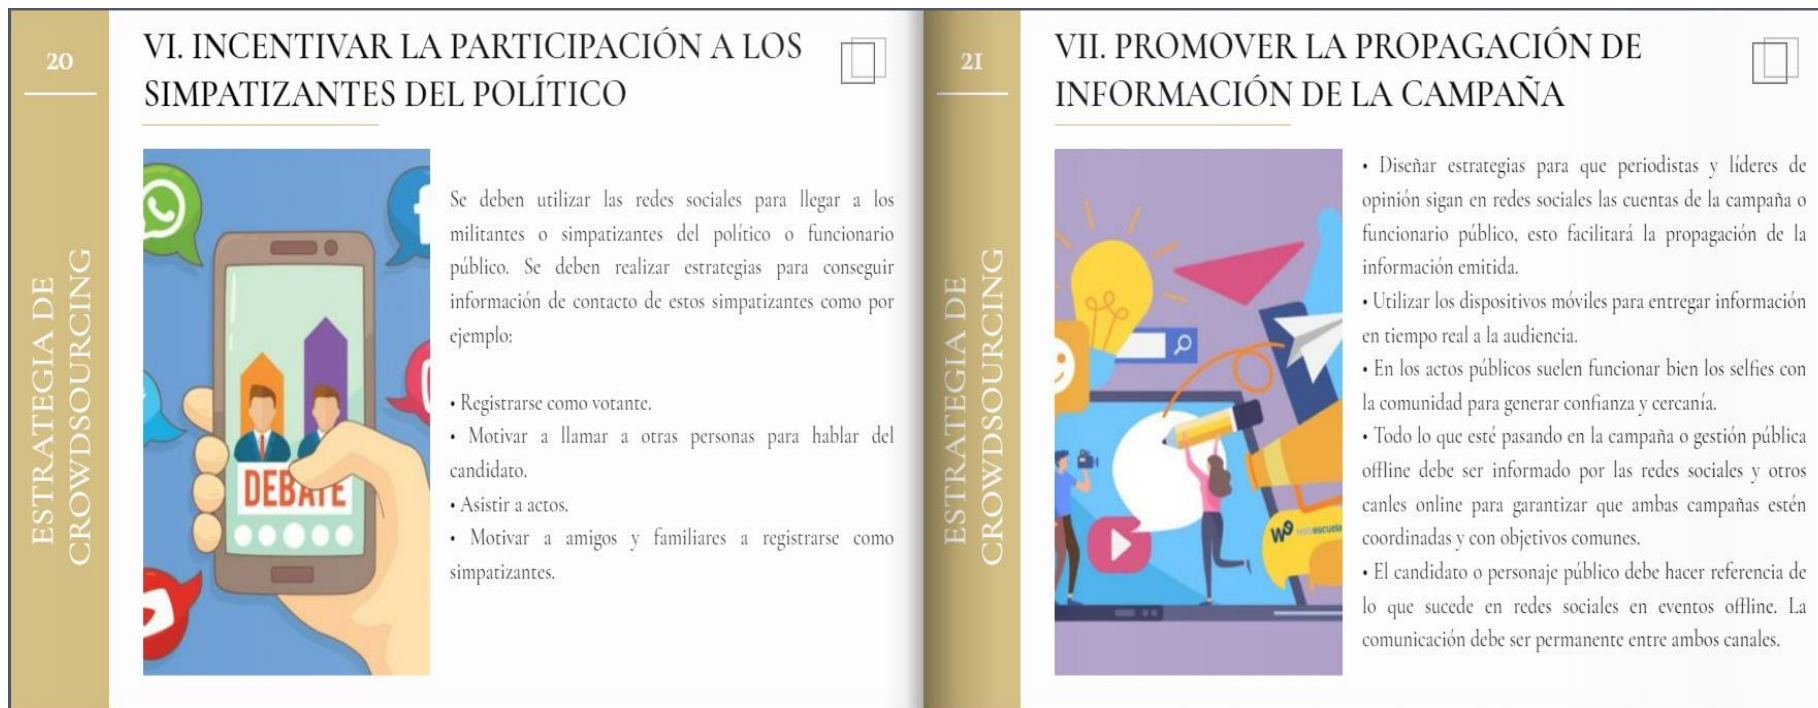 20
ESTRATEGIA DE
CROWDSOURCING
VI. INCENTIVAR LA PARTICIPACIÓN A LOS
SIMPATIZANTES DEL POLÍTICO
DEBATE
Se deben utilizar las redes sociales para llegar a los
militantes o simpatizantes del político o funcionario
público. Se deben realizar estrategias para conseguir
información de contacto de estos simpatizantes como por
ejemplo:
• Registrarse como votante.
• Motivar a llamar a otras personas para hablar del
candidato.
• Asistir a actos.
• Motivar a amigos y familiares a registrarse como
simpatizantes.
21
ESTRATEGIA DE
CROWDSOURCING
VII. PROMOVER LA PROPAGACIÓN DE
INFORMACIÓN DE LA CAMPAÑA
• Diseñar estrategias para que periodistas y líderes de
opinión sigan en redes sociales las cuentas de la campaña o
funcionario público, esto facilitará la propagación de la
información emitida.
• Utilizar los dispositivos móviles para entregar información
en tiempo real a la audiencia.
• En los actos públicos suelen funcionar bien los selfies con
la comunidad para generar confianza y cercanía.
• Todo lo que esté pasando en la campaña o gestión pública
offline debe ser informado por las redes sociales y otros
canles online para garantizar que ambas campañas estén
coordinadas y con objetivos comunes.
• El candidato o personaje público debe hacer referencia de
lo que sucede en redes sociales en eventos offline. La
comunicación debe ser permanente entre ambos canales.